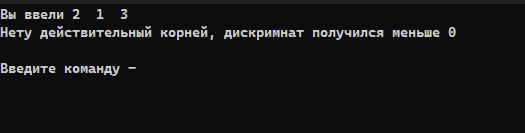 Вы ввели 2  1  3
Нету действительный корней, дискримнат получился меньше 0
Введите команду −